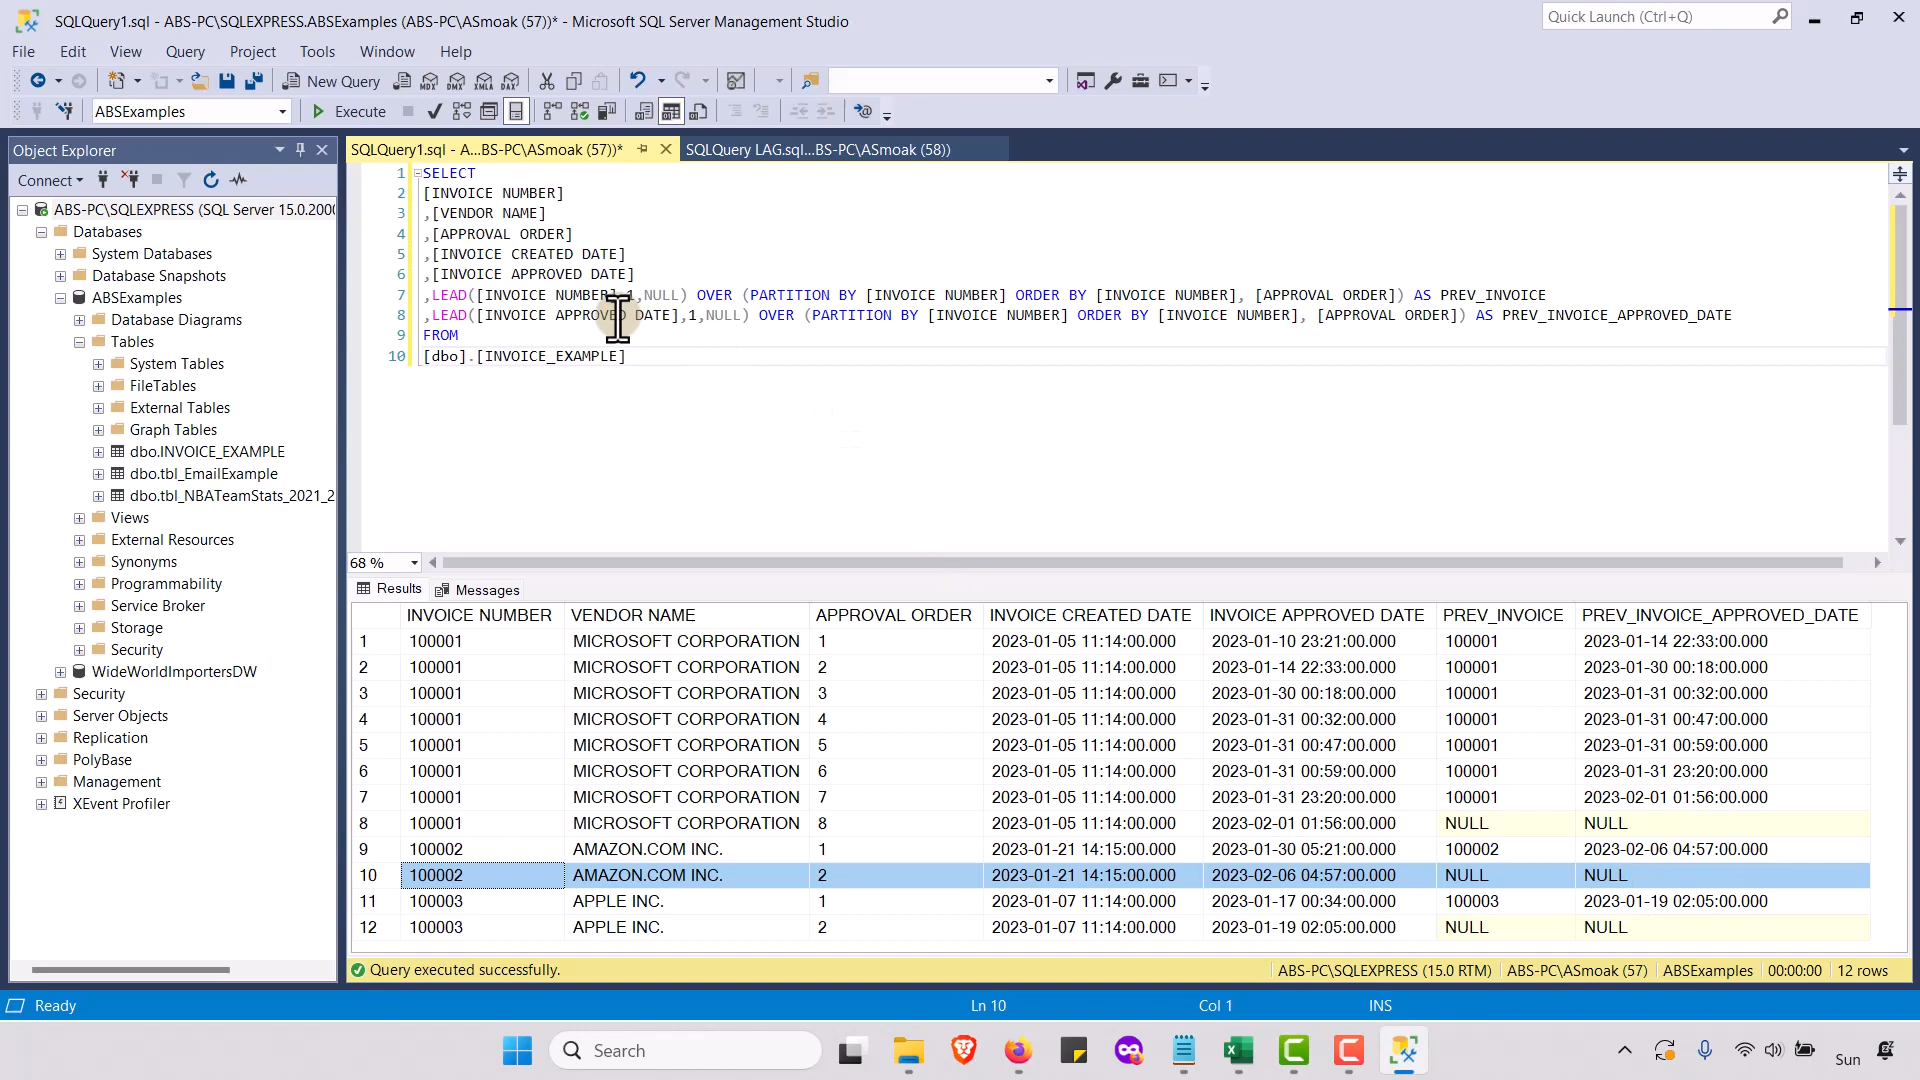 SQLQuery1.sql - ABS-PC\SQLEXPRESS.ABSExamples (ABS-PC\ASmoak (57))* - Microsoft SQL Server Management Studio
Quick Launch (Ctrl+Q)
File Edit View Query Project Tools Window Help
New Query
MDX DMX XMLA DAX
ABSExamples Execute
Object Explorer
Connect
ABS-PC\SQLEXPRESS (SQL Server 15.0.2000
Databases
System Databases
Database Snapshots
ABSExamples
Database Diagrams
Tables
System Tables
FileTables
External Tables
Graph Tables
dbo.INVOICE_EXAMPLE
dbo.tbl_EmailExample
dbo.tbl_NBATeamStats_2021_2
Views
External Resources
Synonyms
Programmability
Service Broker
Storage
Security
WideWorldImportersDW
Security
Server Objects
Replication
PolyBase
Management
XEvent Profiler
SQLQuery1.sql - A...BS-PC\ASmoak (57))* SQLQuery LAG.sql...BS-PC\ASmoak (58))
1 SELECT
2 [INVOICE NUMBER]
3 ,[VENDOR NAME]
4 ,[APPROVAL ORDER]
5 ,[INVOICE CREATED DATE]
6 ,[INVOICE APPROVED DATE]
7 ,LEAD([INVOICE NUMBER],1,NULL) OVER (PARTITION BY [INVOICE NUMBER] ORDER BY [INVOICE NUMBER], [APPROVAL ORDER]) AS PREV_INVOICE
8 ,LEAD([INVOICE APPROVED DATE],1,NULL) OVER (PARTITION BY [INVOICE NUMBER] ORDER BY [INVOICE NUMBER], [APPROVAL ORDER]) AS PREV_INVOICE_APPROVED_DATE
9 FROM
10 [dbo].[INVOICE_EXAMPLE]
68 %
Results Messages
INVOICE NUMBER VENDOR NAME APPROVAL ORDER INVOICE CREATED DATE INVOICE APPROVED DATE PREV_INVOICE PREV_INVOICE_APPROVED_DATE
1 100001 MICROSOFT CORPORATION 1 2023-01-05 11:14:00.000 2023-01-10 23:21:00.000 100001 2023-01-14 22:33:00.000
2 100001 MICROSOFT CORPORATION 2 2023-01-05 11:14:00.000 2023-01-14 22:33:00.000 100001 2023-01-30 00:18:00.000
3 100001 MICROSOFT CORPORATION 3 2023-01-05 11:14:00.000 2023-01-30 00:18:00.000 100001 2023-01-31 00:32:00.000
4 100001 MICROSOFT CORPORATION 4 2023-01-05 11:14:00.000 2023-01-31 00:32:00.000 100001 2023-01-31 00:47:00.000
5 100001 MICROSOFT CORPORATION 5 2023-01-05 11:14:00.000 2023-01-31 00:47:00.000 100001 2023-01-31 00:59:00.000
6 100001 MICROSOFT CORPORATION 6 2023-01-05 11:14:00.000 2023-01-31 00:59:00.000 100001 2023-01-31 23:20:00.000
7 100001 MICROSOFT CORPORATION 7 2023-01-05 11:14:00.000 2023-01-31 23:20:00.000 100001 2023-02-01 01:56:00.000
8 100001 MICROSOFT CORPORATION 8 2023-01-05 11:14:00.000 2023-02-01 01:56:00.000 NULL NULL
9 100002 AMAZON.COM INC. 1 2023-01-21 14:15:00.000 2023-01-30 05:21:00.000 100002 2023-02-06 04:57:00.000
10 100002 AMAZON.COM INC. 2 2023-01-21 14:15:00.000 2023-02-06 04:57:00.000 NULL NULL
11 100003 APPLE INC. 1 2023-01-07 11:14:00.000 2023-01-17 00:34:00.000 100003 2023-01-19 02:05:00.000
12 100003 APPLE INC. 2 2023-01-07 11:14:00.000 2023-01-19 02:05:00.000 NULL NULL
Query executed successfully. ABS-PC\SQLEXPRESS (15.0 RTM) ABS-PC\ASmoak (57) ABSExamples 00:00:00 12 rows
Ready Ln 10 Col 1 INS
Search
Sun